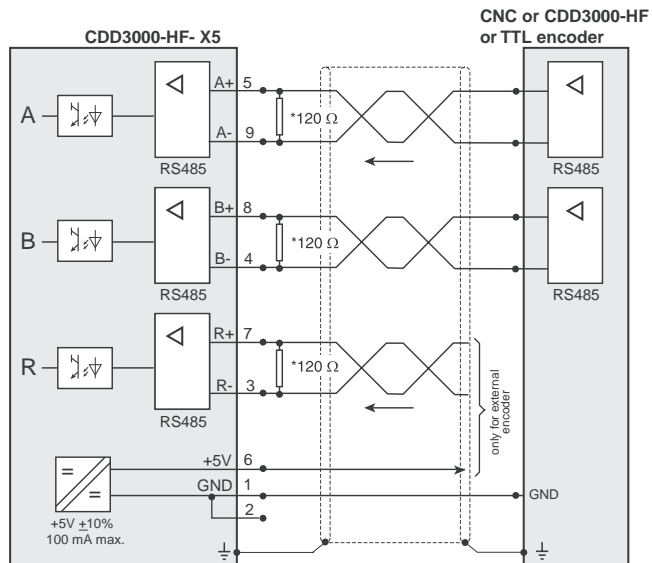 CNC or CDD3000-HF
or TTL encoder
CDD3000-HF- X5
A
A+ 5
*120 Ω
A- 9
RS485
RS485
B
B+ 8
*120 Ω
B- 4
RS485
RS485
R
R+ 7
*120 Ω
R- 3
RS485
only for external
encoder
+5V 6
GND 1
GND
2
+5V ±10%
100 mA max.